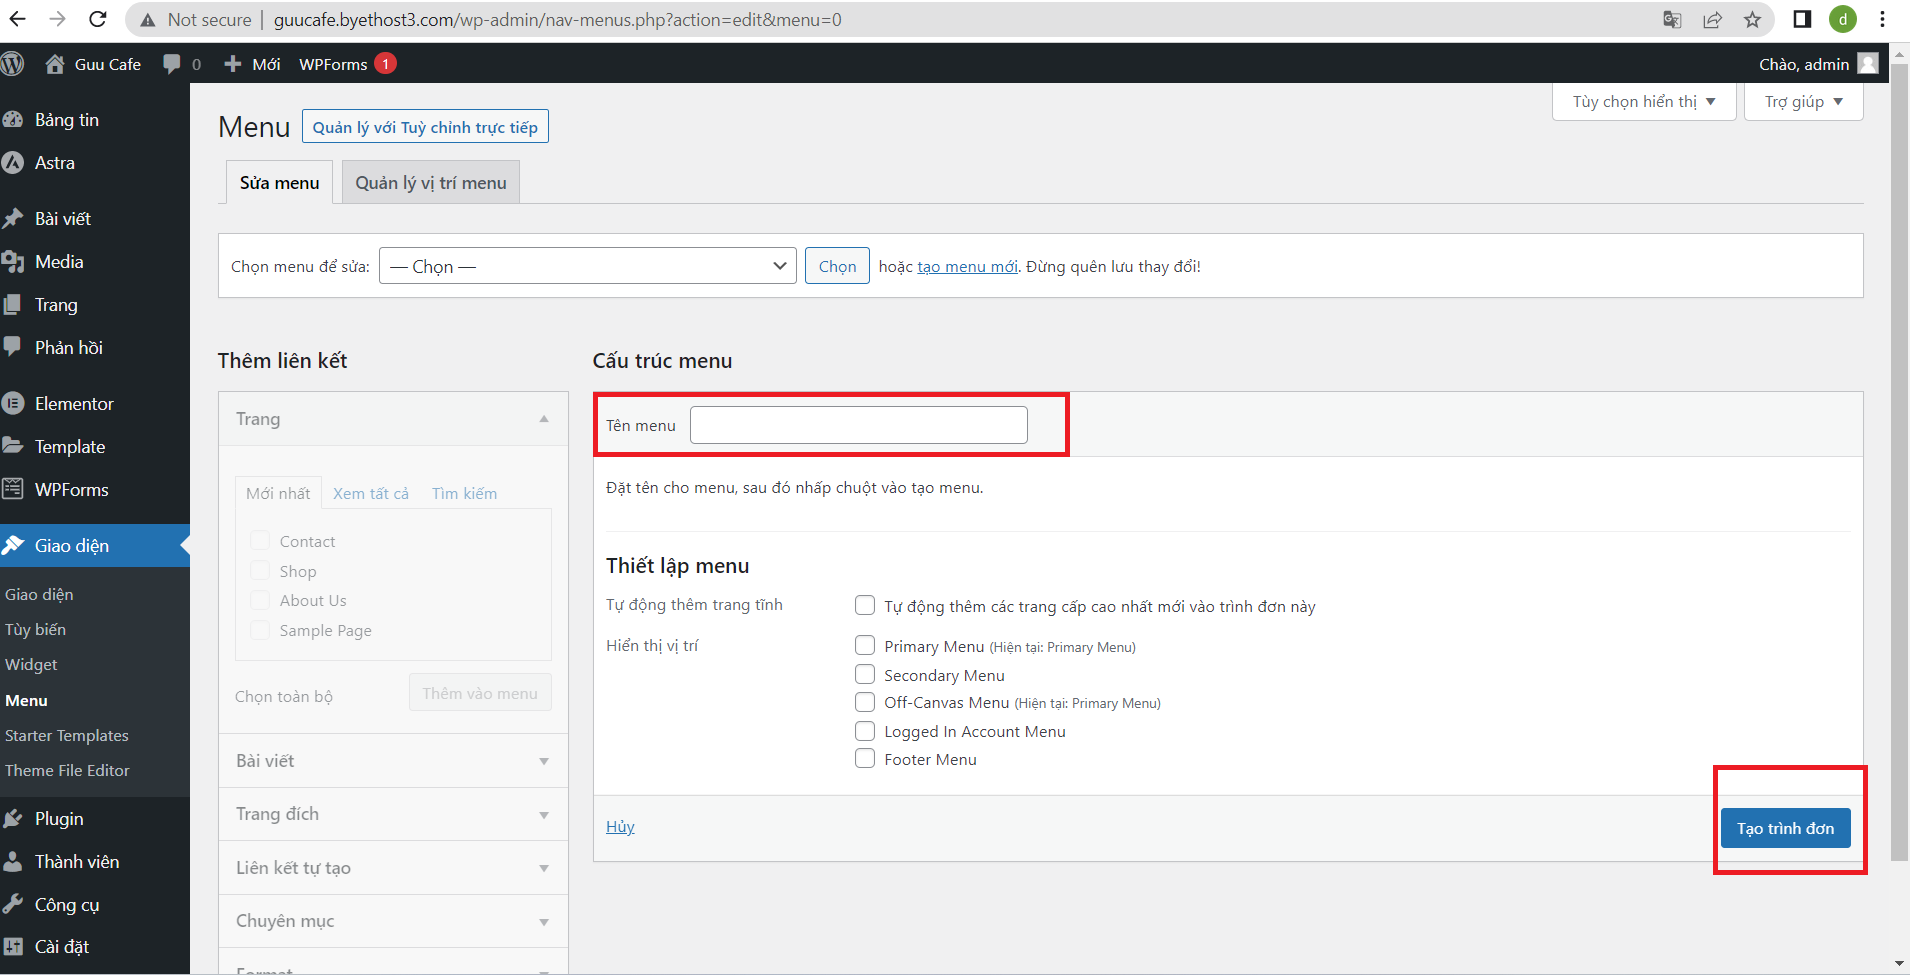 Not secure | guucafe.byethost3.com/wp-admin/nav-menus.php?action=edit&menu=0
d
Guu Cafe 0 Mới WPForms 1
Chào, admin
Bảng tin
Astra
Bài viết
Media
Trang
Phản hồi
Elementor
Template
WPForms
Giao diện
Giao diện
Tùy biến
Widget
Menu
Starter Templates
Theme File Editor
Plugin
Thành viên
Công cụ
Cài đặt
Tùy chọn hiển thị
Trợ giúp
Menu
Quản lý với Tuỳ chỉnh trực tiếp
Sửa menu
Quản lý vị trí menu
Chọn menu để sửa: — Chọn — Chọn hoặc tạo menu mới. Đừng quên lưu thay đổi!
Thêm liên kết
Trang
Mới nhất Xem tất cả Tìm kiếm
Contact
Shop
About Us
Sample Page
Chọn toàn bộ Thêm vào menu
Bài viết
Trang đích
Liên kết tự tạo
Chuyên mục
Format
Cấu trúc menu
Tên menu
Đặt tên cho menu, sau đó nhấp chuột vào tạo menu.
Thiết lập menu
Tự động thêm trang tĩnh
Tự động thêm các trang cấp cao nhất mới vào trình đơn này
Hiển thị vị trí
Primary Menu (Hiện tại: Primary Menu)
Secondary Menu
Off-Canvas Menu (Hiện tại: Primary Menu)
Logged In Account Menu
Footer Menu
Hủy
Tạo trình đơn